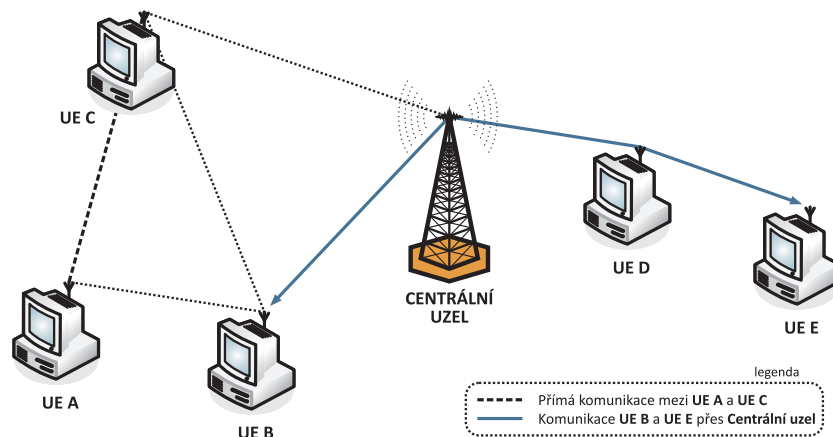 UE C
UE D
UE E
CENTRÁLNÍ
UZEL
UE A
UE B
legenda
Přímá komunikace mezi UE A a UE C
Komunikace UE B a UE E přes Centrální uzel